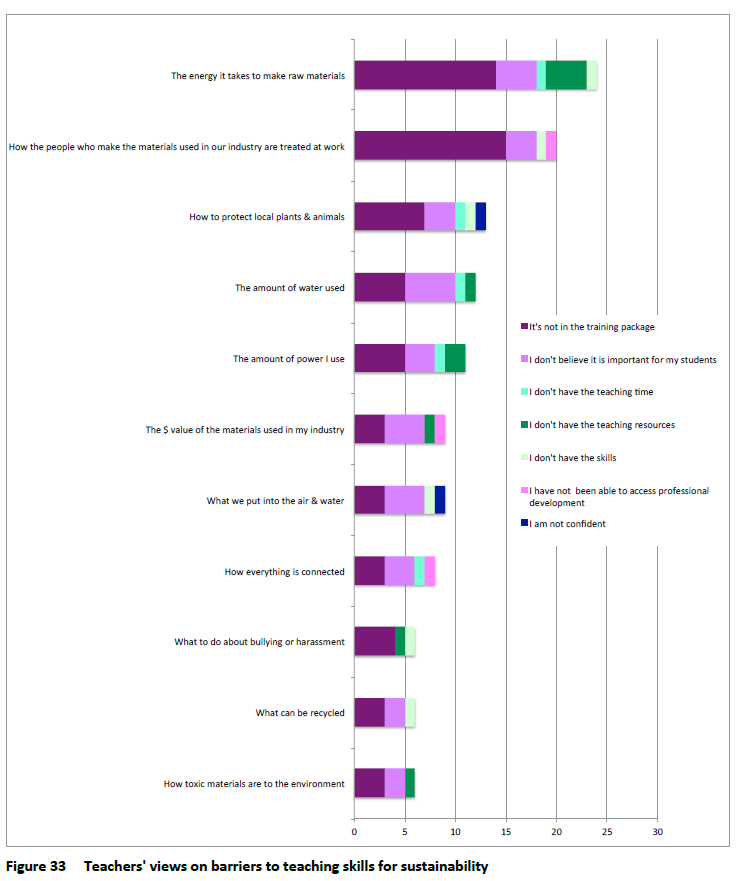 The energy it takes to make raw materials
How the people who make the materials used in our industry are treated at work
How to protect local plants & animals
The amount of water used
The amount of power I use
The $ value of the materials used in my industry
What we put into the air & water
How everything is connected
What to do about bullying or harassment
What can be recycled
How toxic materials are to the environment
It's not in the training package
I don't believe it is important for my students
I don't have the teaching time
I don't have the teaching resources
I don't have the skills
I have not been able to access professional
development
I am not confident
0 5 10 15 20 25 30
Figure 33 Teachers' views on barriers to teaching skills for sustainability